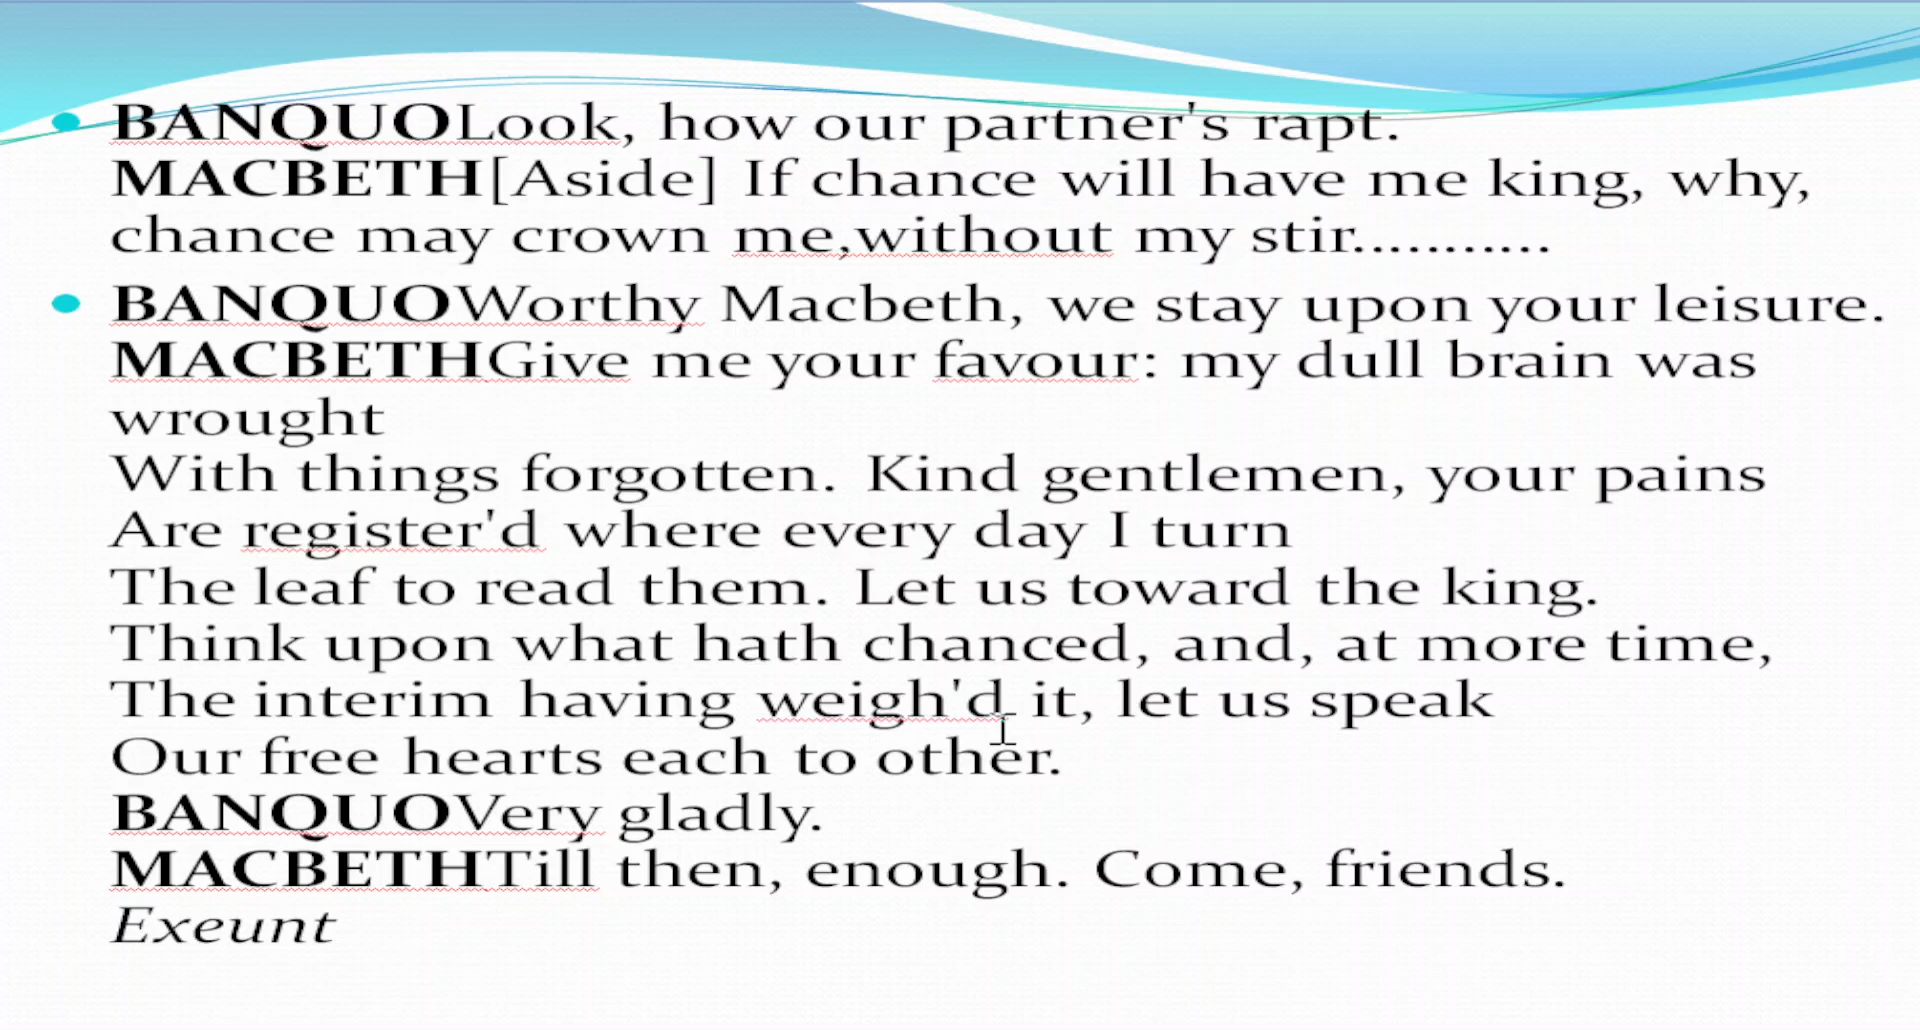 BANQUOLook, how our partner's rapt.
MACBETH[Aside] If chance will have me king, why,
chance may crown me,without my stir...........
BANQUOWorthy Macbeth, we stay upon your leisure.
MACBETHGive me your favour: my dull brain was
wrought
With things forgotten. Kind gentlemen, your pains
Are register'd where every day I turn
The leaf to read them. Let us toward the king.
Think upon what hath chanced, and, at more time,
The interim having weigh'd it, let us speak
Our free hearts each to other.
BANQUOVery gladly.
MACBETHTill then, enough. Come, friends.
Exeunt